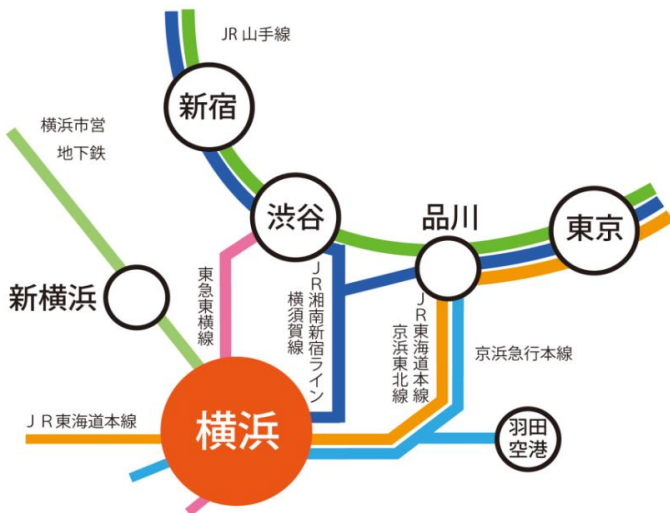 JR山手線
新宿
横浜市営
地下鉄
渋谷
品川
東京
新横浜
東急東横線
JR湘南新宿ライン
横須賀線
JR東海道本線
京浜東北線
京浜急行本線
JR東海道本線
横浜
羽田
空港